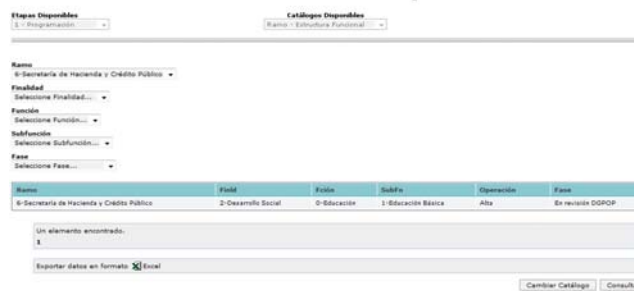 Etapas Disponibles
1 - Programación
Catálogos Disponibles
Ramo - Estructura Funcional
Ramo
6-Secretaría de Hacienda y Crédito Público
Finalidad
Seleccione Finalidad...
Función
Seleccione Función...
Subfunción
Seleccione Subfunción...
Fase
Seleccione Fase...
Ramo Finld Fción SubFn Operación Fase
6-Secretaría de Hacienda y Crédito Público 2-Desarrollo Social 0-Educación 1-Educación Básica Alta En revisión DGPOP
Un elemento encontrado.
1
Exportar datos en formato Excel
Cambiar Catálogo Consult